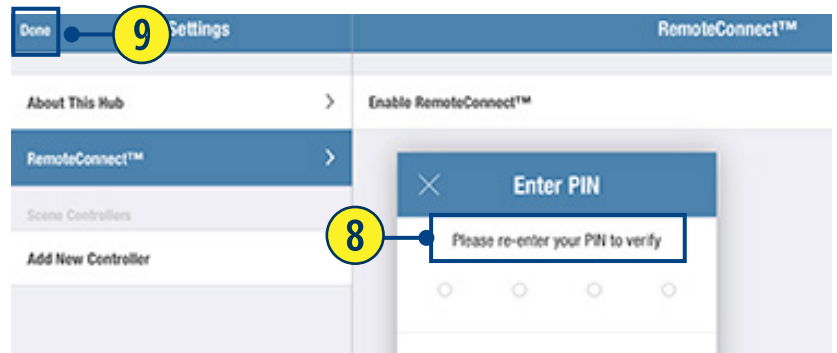 Done
9
Settings
RemoteConnect™
About This Hub
Enable RemoteConnect™
RemoteConnect™
Enter PIN
Scene Controllers
8
Please re-enter your PIN to verify
Add New Controller